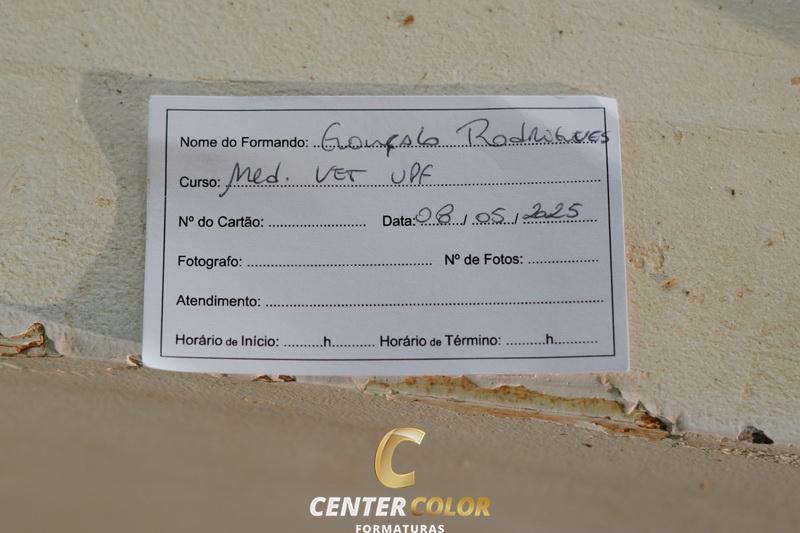 Nome do Formando: Gonçalo Rodrigues
Curso: Med. VET UPF
Nº do Cartão: ........................ Data: 08 / 05 / 2025
Fotografo: ............................................. Nº de Fotos: .................
Atendimento: ....................................................................................
Horário de Início: .........h.......... Horário de Término: .........h..........
C
CENTER COLOR
FORMATURAS